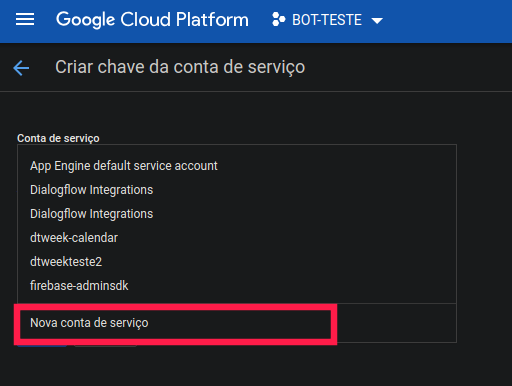 Google Cloud Platform
BOT-TESTE
Criar chave da conta de serviço
Conta de serviço
App Engine default service account
Dialogflow Integrations
Dialogflow Integrations
dtweek-calendar
dtweekteste2
firebase-adminsdk
Nova conta de serviço